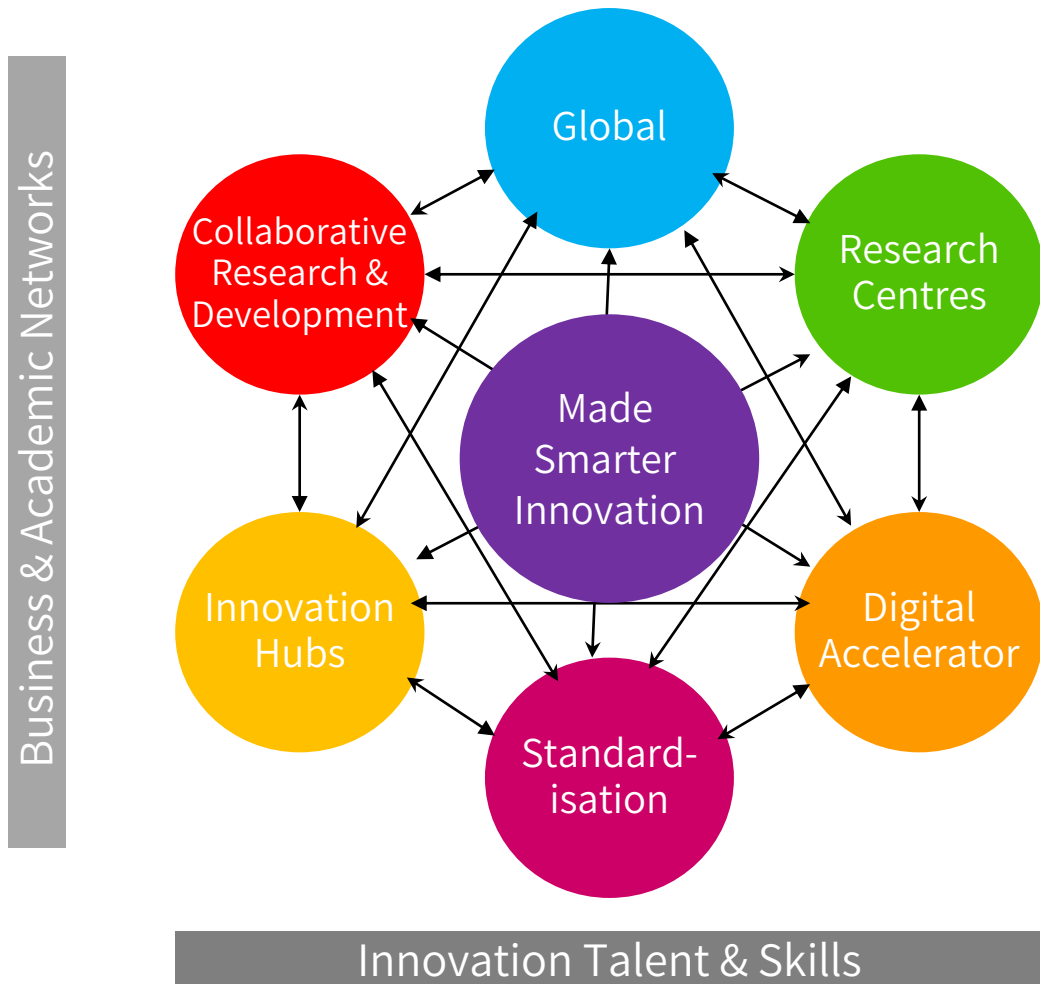 Business & Academic Networks
Global
Collaborative
Research &
Development
Research
Centres
Made
Smarter
Innovation
Innovation
Hubs
Digital
Accelerator
Standard-
isation
Innovation Talent & Skills